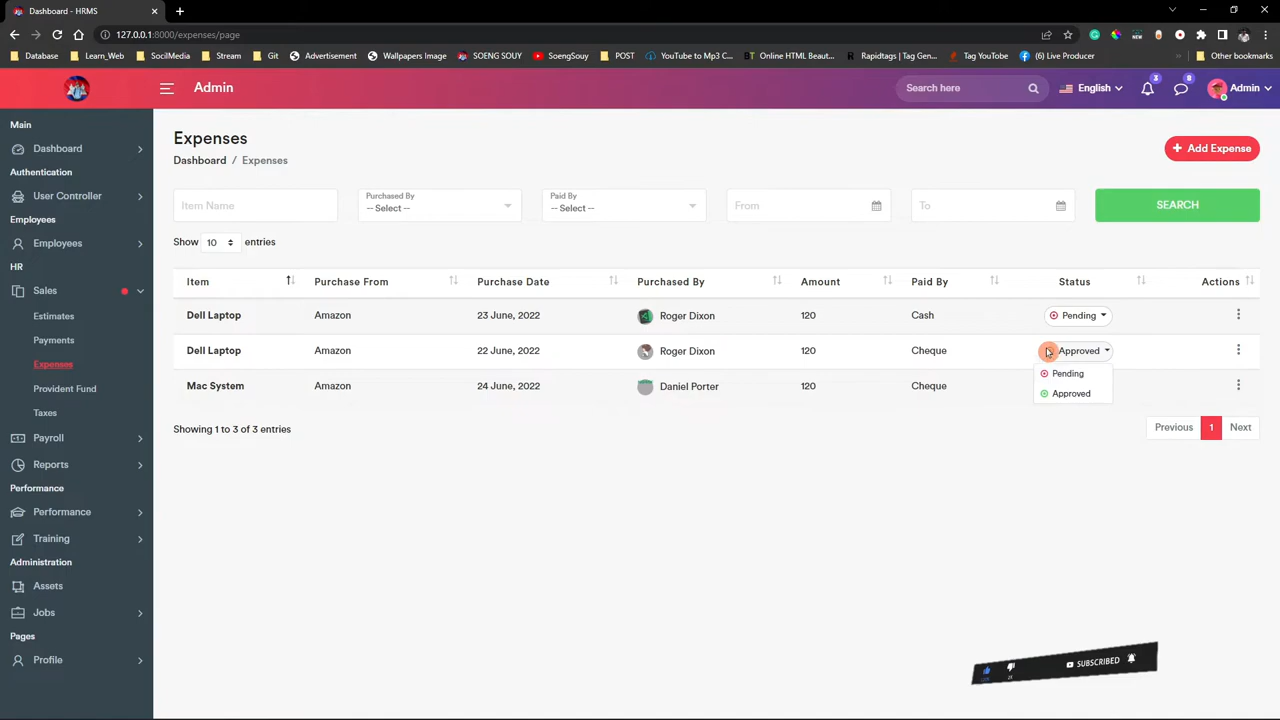 Dashboard - HRMS
127.0.0.1:8000/expenses/page
Database Learn_Web SocilMedia Stream Git Advertisement Wallpapers Image SOENG SOUY SoengSouy POST YouTube to Mp3 C... Online HTML Beaut... Rapidtags | Tag Gen... Tag YouTube (6) Live Producer Other bookmarks
Admin
Search here
English
3
8
Admin
Main
Dashboard
Authentication
User Controller
Employees
Employees
HR
Sales
Estimates
Payments
Expenses
Provident Fund
Taxes
Payroll
Reports
Performance
Performance
Training
Administration
Assets
Jobs
Pages
Profile
Expenses
Dashboard / Expenses
+ Add Expense
Item Name
Purchased By
-- Select --
Paid By
-- Select --
From
To
SEARCH
Show 10 entries
Item Purchase From Purchase Date Purchased By Amount Paid By Status Actions
Dell Laptop Amazon 23 June, 2022 Roger Dixon 120 Cash Pending
Dell Laptop Amazon 22 June, 2022 Roger Dixon 120 Cheque Approved
Pending
Approved
Mac System Amazon 24 June, 2022 Daniel Porter 120 Cheque
Showing 1 to 3 of 3 entries
Previous 1 Next
SUBSCRIBED